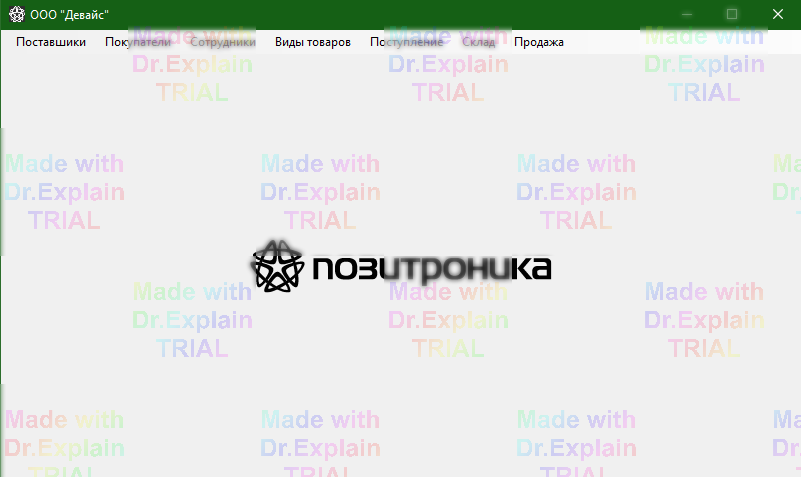 ООО "Девайс"
Поставщики Покупатели Сотрудники Виды товаров Поступление Склад Продажа
Made with Made with Made with
Dr.Explain Dr.Explain Dr.Explain
TRIAL TRIAL TRIAL
Made with Made with Made with
Dr.Explain Dr.Explain Dr.Explain
TRIAL TRIAL TRIAL
позитроника
Made with Made with Made with
Dr.Explain Dr.Explain Dr.Explain
TRIAL TRIAL TRIAL
Made with Made with Made with
Dr.Explain Dr.Explain Dr.Explain
TRIAL TRIAL TRIAL